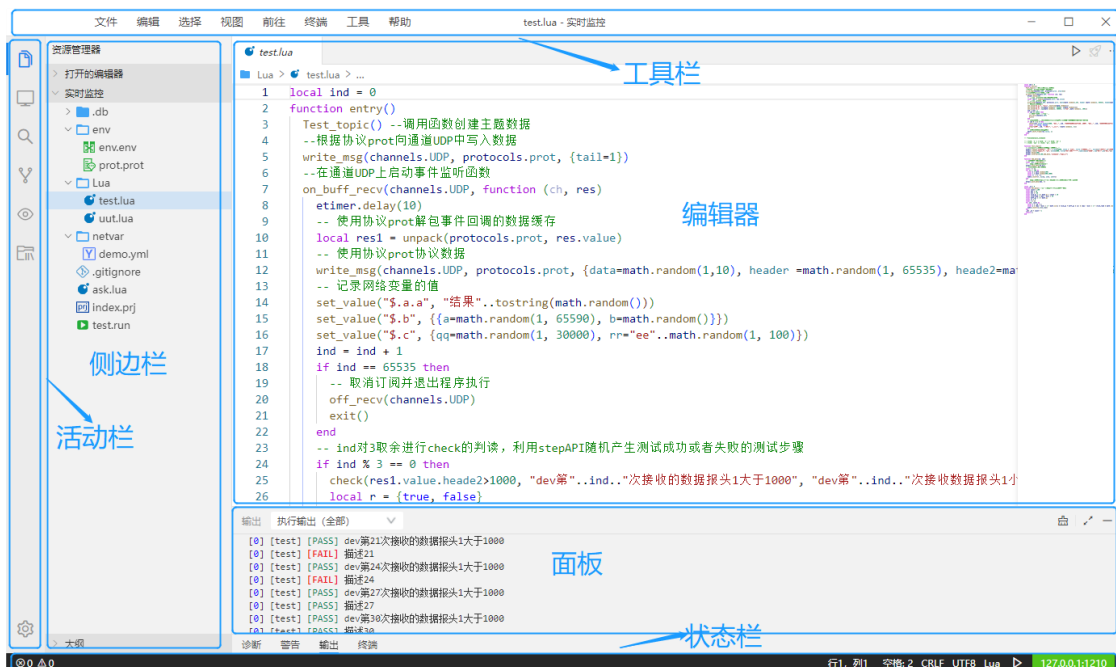 文件 编辑 选择 视图 前往 终端 工具 帮助 test.lua - 实时监控
资源管理器
打开的编辑器
实时监控
.db
env
env.env
prot.prot
Lua
test.lua
uut.lua
netvar
demo.yml
.gitignore
ask.lua
index.prj
test.run
侧边栏
活动栏
大纲
test.lua
工具栏
Lua > test.lua > ...
1 local ind = 0
2 function entry()
3 Test_topic() --调用函数创建主题数据
4 --根据协议prot向通道UDP中写入数据
5 write_msg(channels.UDP, protocols.prot, {tail=1})
6 --在通道UDP上启动事件监听函数
7 on_buff_recv(channels.UDP, function (ch, res)
8 etimer.delay(10)
9 -- 使用协议prot解包事件回调的数据缓存
10 local res1 = unpack(protocols.prot, res.value)
11 -- 使用协议prot协议数据
12 write_msg(channels.UDP, protocols.prot, {data=math.random(1,10), header =math.random(1, 65535), heade2=mat
13 -- 记录网络变量的值
14 set_value("$.a.a", "结果"..tostring(math.random()))
15 set_value("$.b", {{a=math.random(1, 65590), b=math.random()}})
16 set_value("$.c", {qq=math.random(1, 30000), rr="ee"..math.random(1, 100)})
17 ind = ind + 1
18 if ind == 65535 then
19 -- 取消订阅并退出程序执行
20 off_recv(channels.UDP)
21 exit()
22 end
23 -- ind对3取余进行check的判读，利用stepAPI随机产生测试成功或者失败的测试步骤
24 if ind % 3 == 0 then
25 check(res1.value.heade2>1000, "dev第"..ind.."次接收的数据报头1大于1000", "dev第"..ind.."次接收数据报头1小
26 local r = {true, false}
编辑器
输出 执行输出 (全部)
[0] [test] [PASS] dev第21次接收的数据报头1大于1000
[0] [test] [FAIL] 描述21
[0] [test] [PASS] dev第24次接收的数据报头1大于1000
[0] [test] [FAIL] 描述24
[0] [test] [PASS] dev第27次接收的数据报头1大于1000
[0] [test] [PASS] 描述27
[0] [test] [PASS] dev第30次接收的数据报头1大于1000
[0] [test] [FAIL] 描述30
面板
诊断 警告 输出 终端
状态栏
0 0 行1, 列1 空格: 2 CRLF UTF8 Lua 127.0.0.1:1210